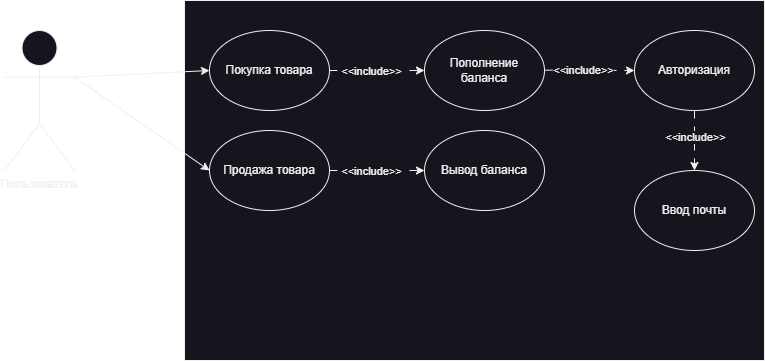 Пользователь
Покупка товара
<<include>>
Пополнение
баланса
<<include>>
Авторизация
<<include>>
Продажа товара
<<include>>
Вывод баланса
Ввод почты